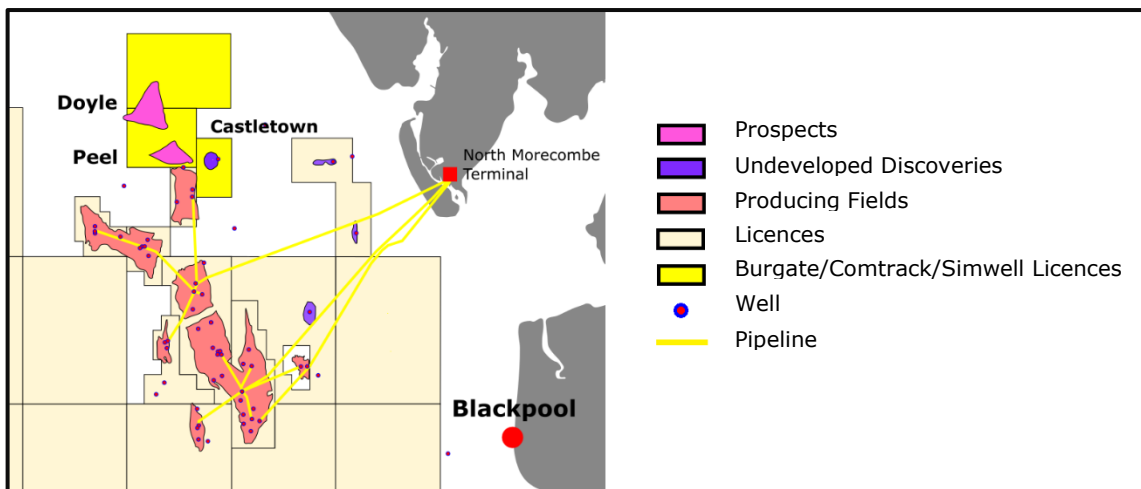 Doyle
Castletown
Peel
North Morecombe
Terminal
Blackpool
Prospects
Undeveloped Discoveries
Producing Fields
Licences
Burgate/Comtrack/Simwell Licences
Well
Pipeline